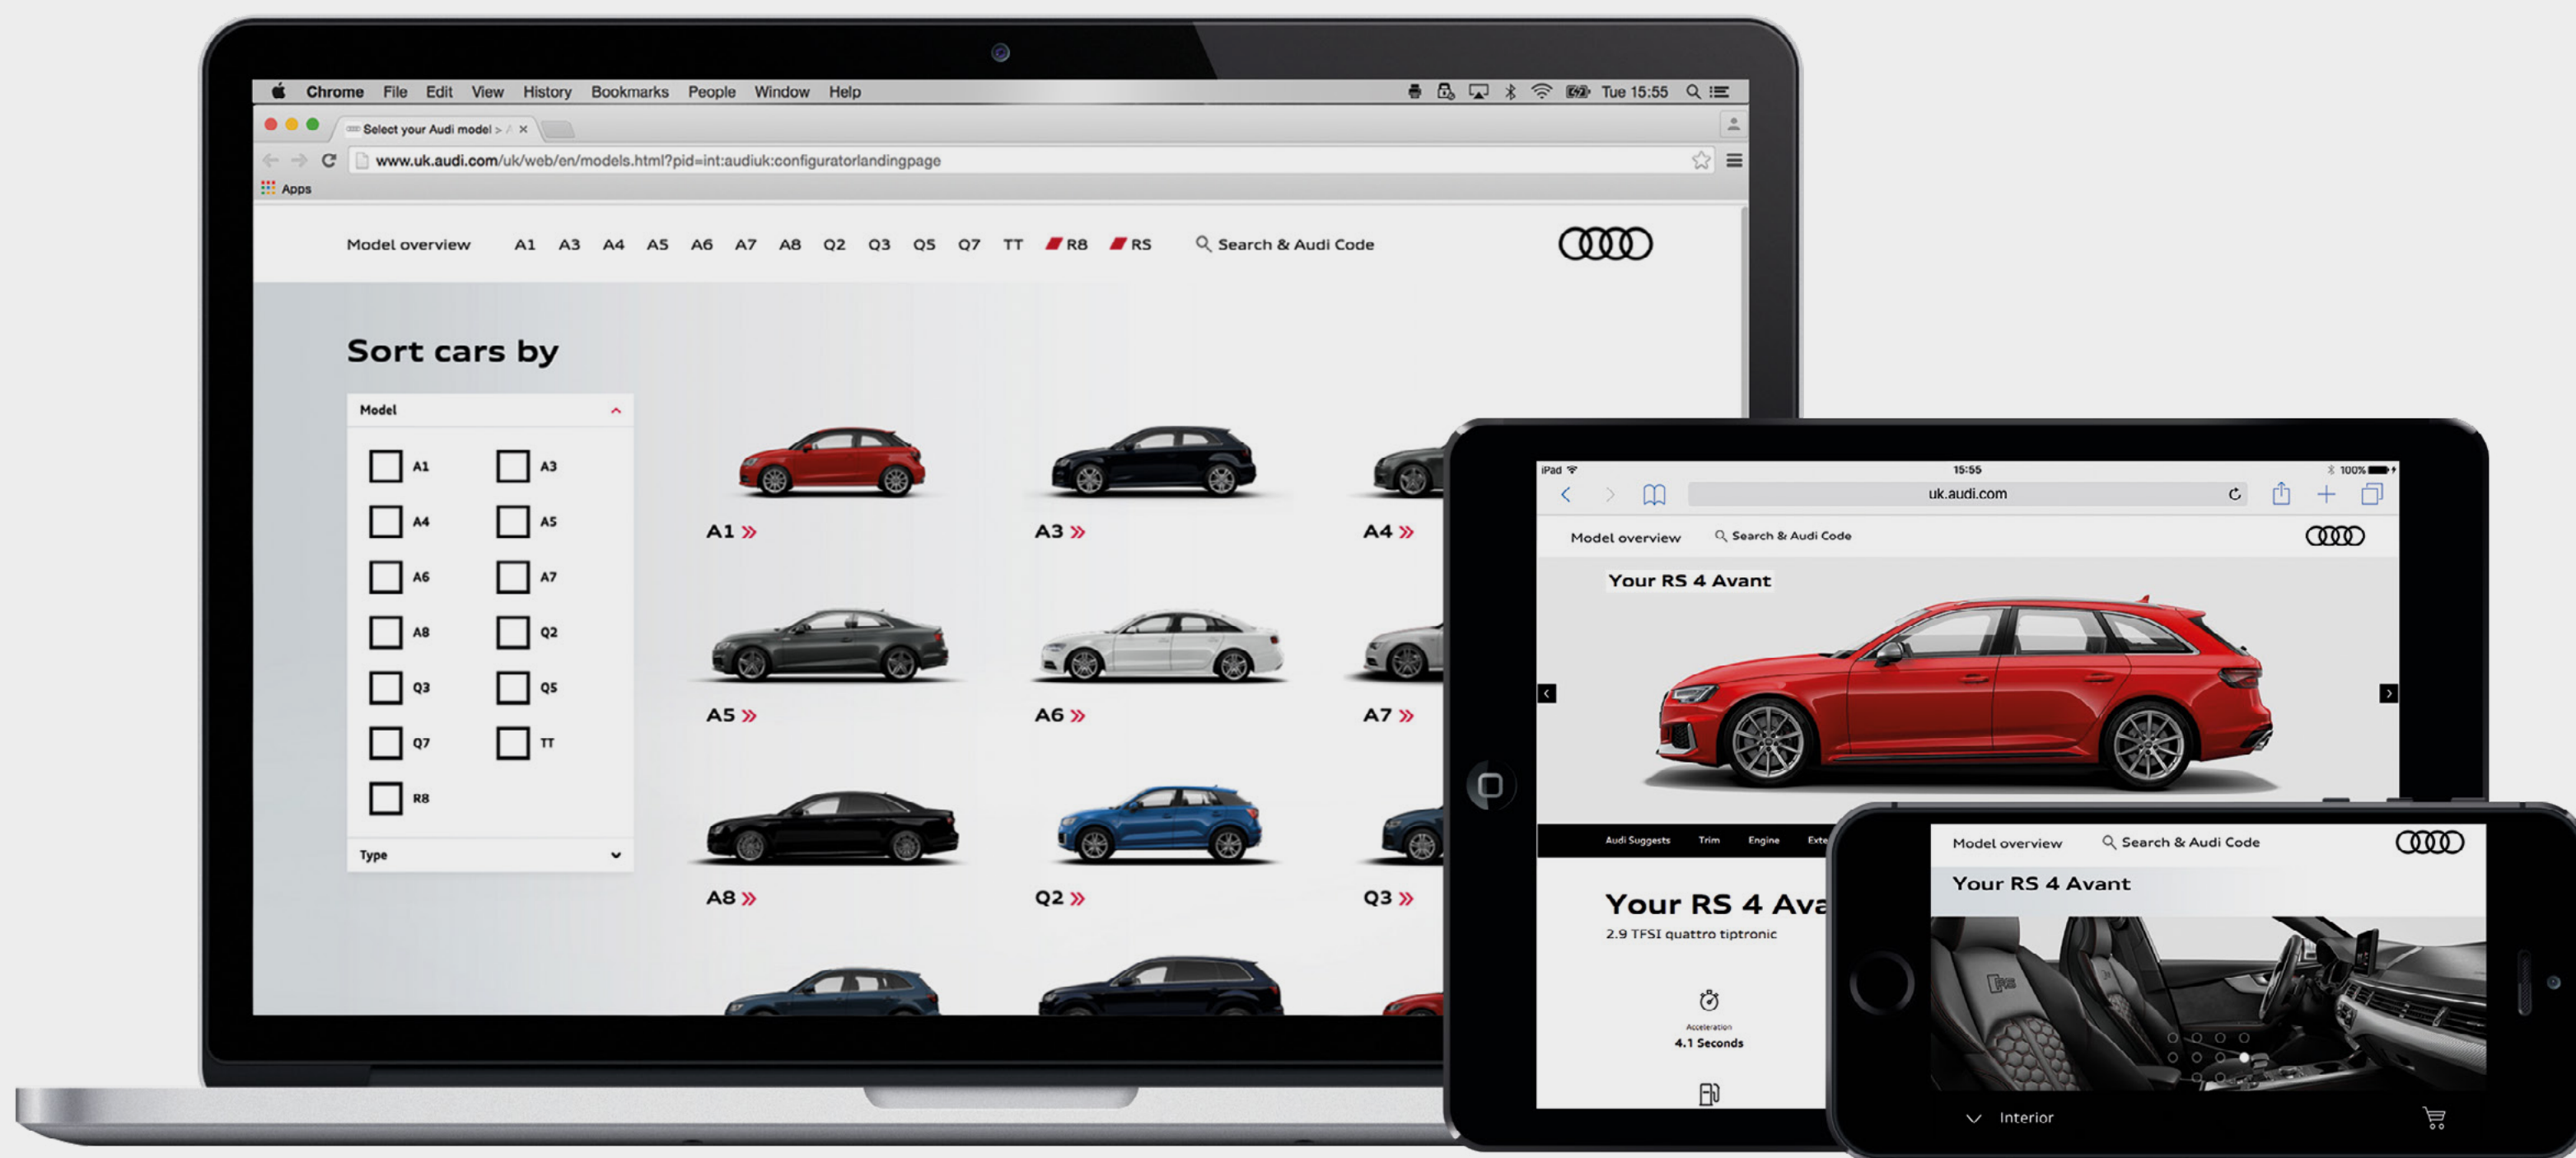 Chrome File Edit View History Bookmarks People Window Help Tue 15:55
Select your Audi model >
www.uk.audi.com/uk/web/en/models.html?pid=int:audiuk:configuratorlandingpage
Apps
Model overview A1 A3 A4 A5 A6 A7 A8 Q2 Q3 Q5 Q7 TT R8 RS Search & Audi Code
Sort cars by
Model
A1 A3
A4 A5
A6 A7
A8 Q2
Q3 Q5
Q7 TT
R8
Type
A1 » A3 » A4 »
A5 » A6 » A7 »
A8 » Q2 » Q3 »
iPad 15:55 100%
uk.audi.com
Model overview Search & Audi Code
Your RS 4 Avant
Audi Suggests Trim Engine Exte
Your RS 4 Ava
2.9 TFSI quattro tiptronic
Acceleration
4.1 Seconds
Model overview Search & Audi Code
Your RS 4 Avant
RS
Interior